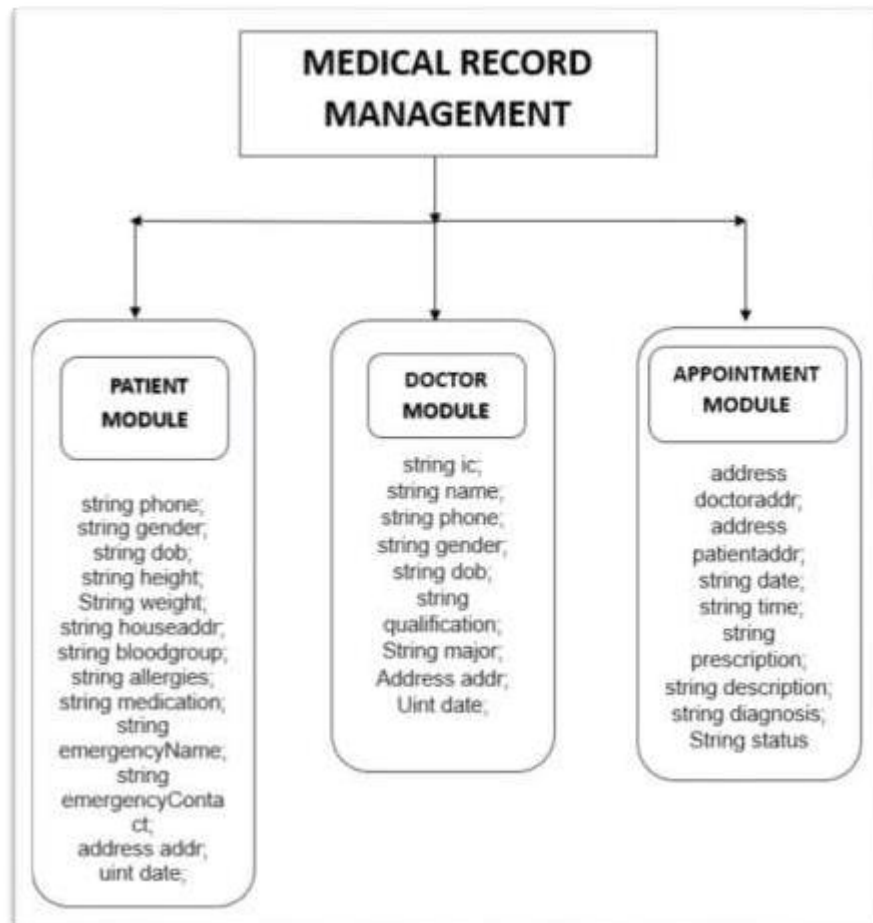 MEDICAL RECORD
MANAGEMENT
PATIENT
MODULE
string phone;
string gender;
string dob;
string height;
String weight;
string houseaddr;
string bloodgroup;
string allergies;
string medication;
string
emergencyName;
string
emergencyConta
ct;
address addr;
uint date;
DOCTOR
MODULE
string ic;
string name;
string phone;
string gender;
string dob;
string
qualification;
String major;
Address addr;
Uint date;
APPOINTMENT
MODULE
address
doctoraddr;
address
patientaddr;
string date;
string time;
string
prescription;
string description;
string diagnosis;
String status